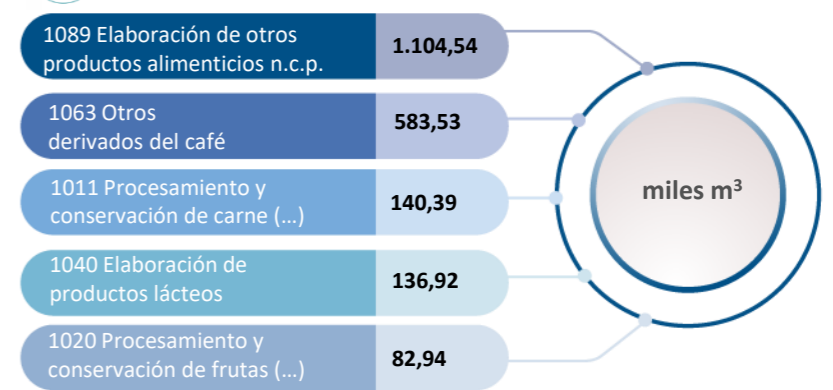 1089 Elaboración de otros
productos alimenticios n.c.p.
1.104,54
1063 Otros
derivados del café
583,53
1011 Procesamiento y
conservación de carne (...)
140,39
1040 Elaboración de
productos lácteos
136,92
1020 Procesamiento y
conservación de frutas (...)
82,94
miles m³